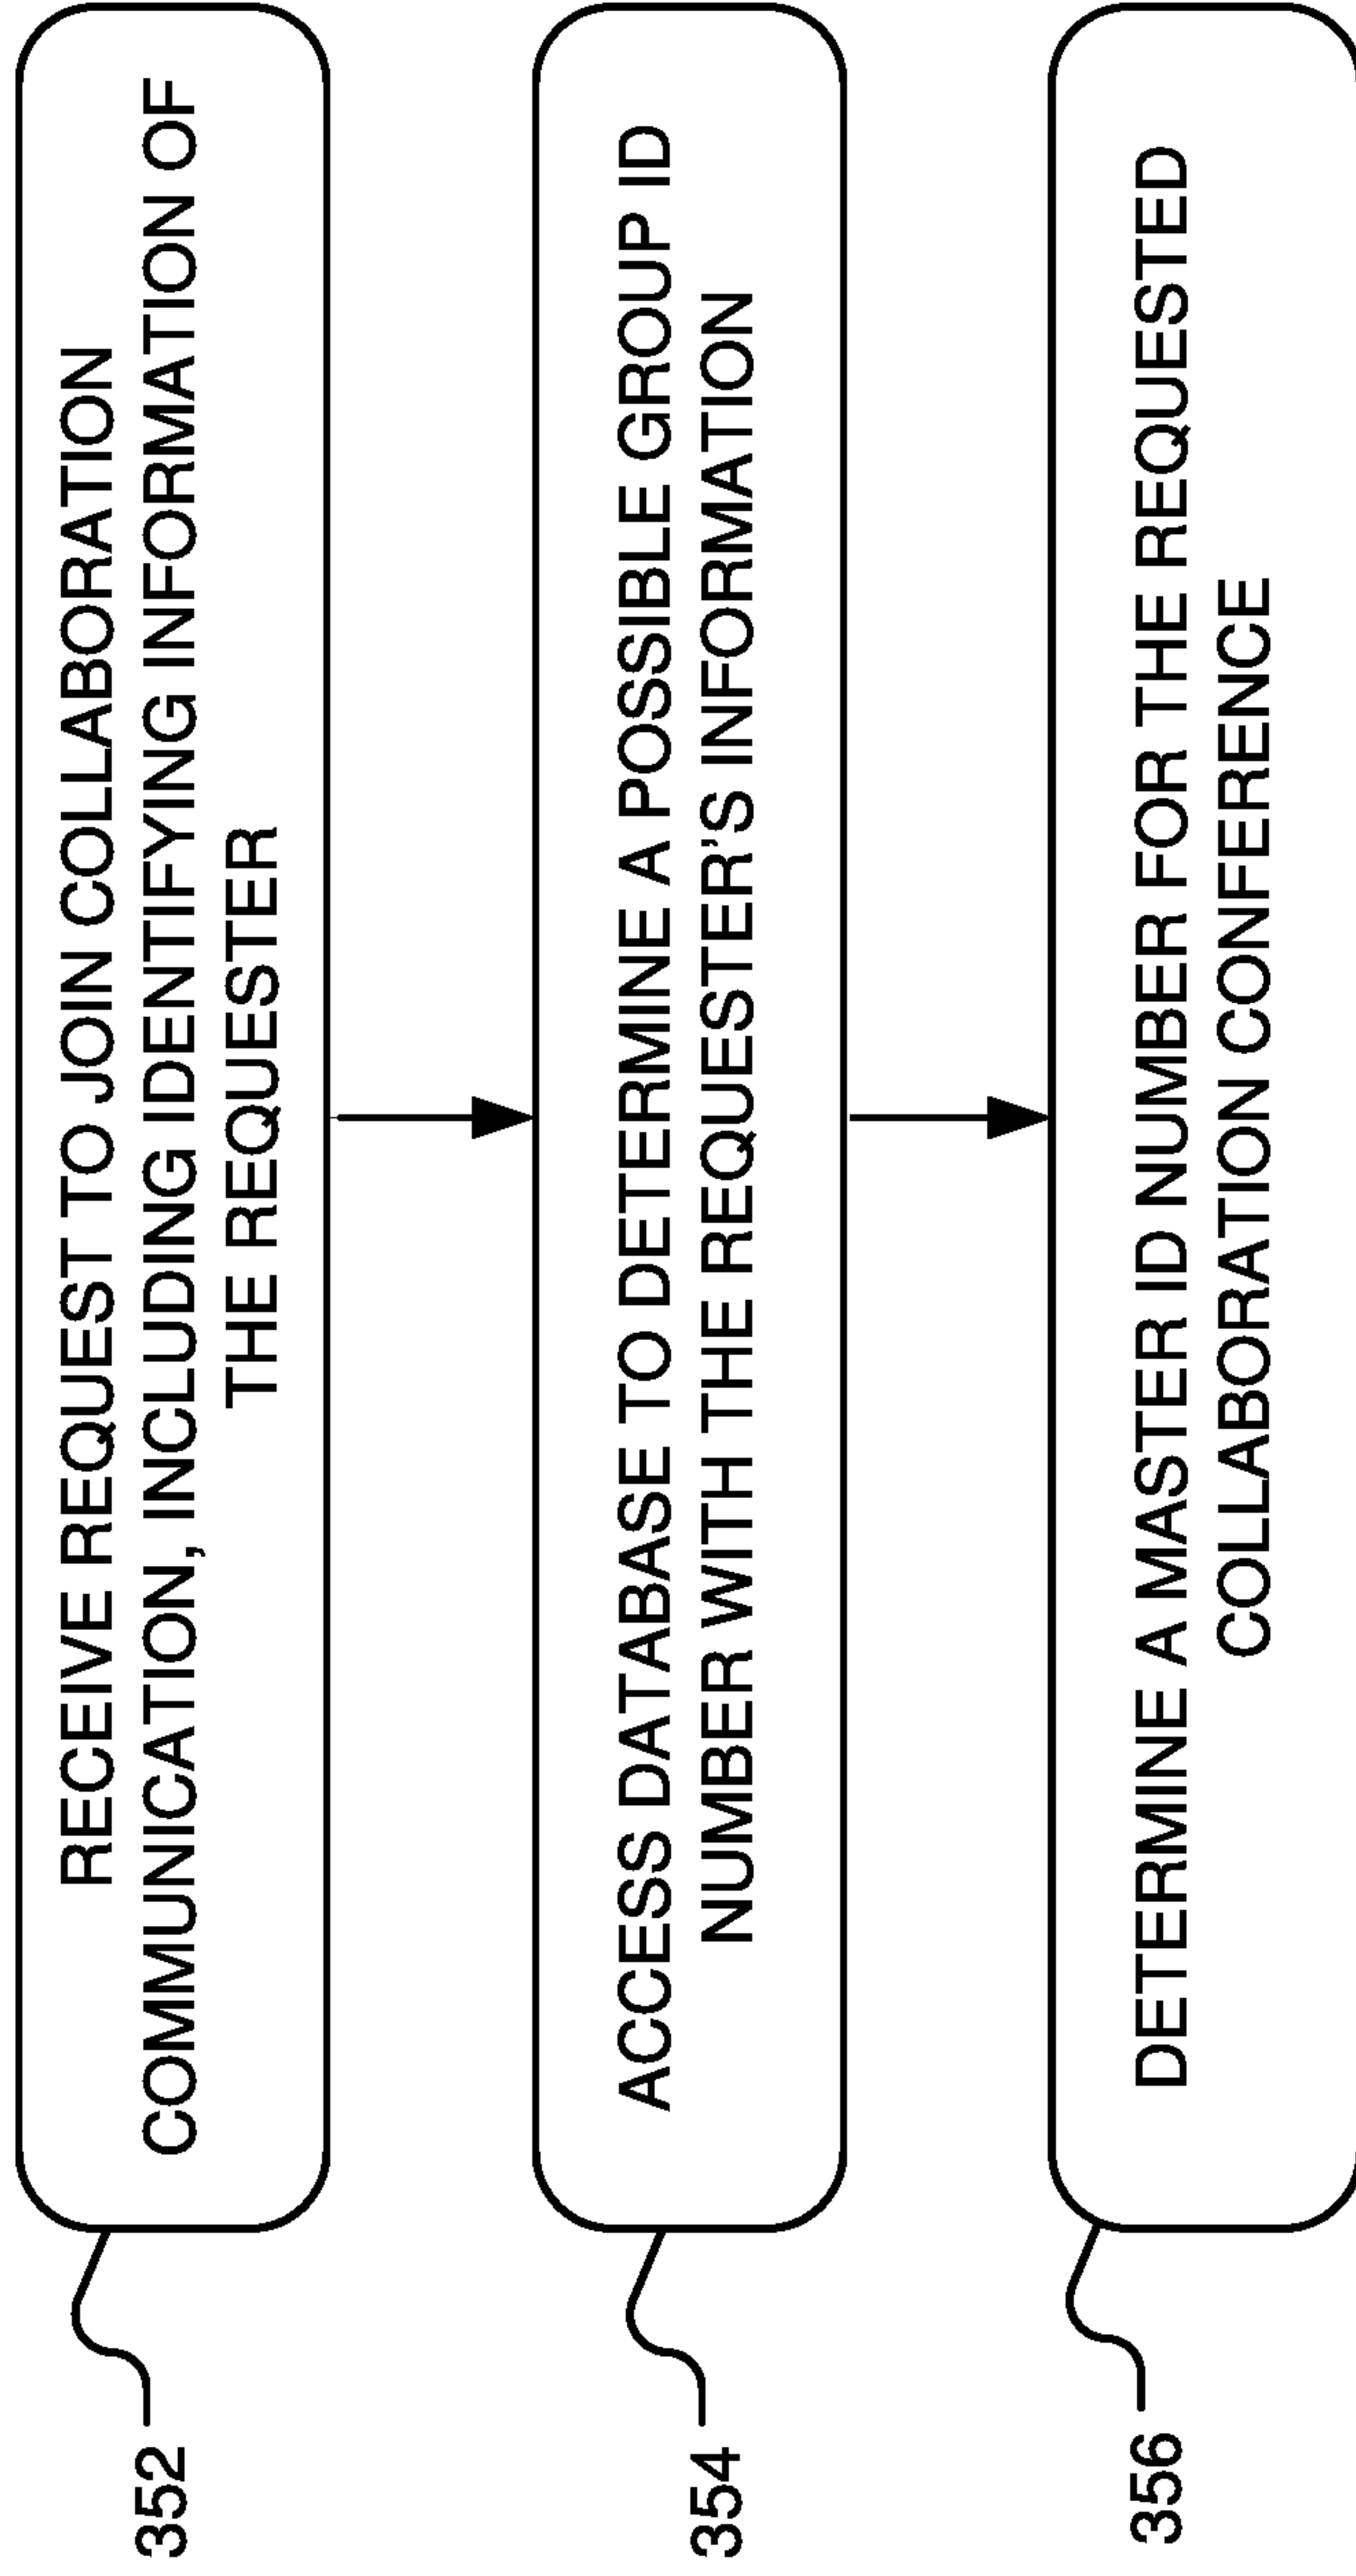 RECEIVE REQUEST TO JOIN COLLABORATION
COMMUNICATION, INCLUDING IDENTIFYING INFORMATION OF
THE REQUESTER
352
ACCESS DATABASE TO DETERMINE A POSSIBLE GROUP ID
NUMBER WITH THE REQUESTER'S INFORMATION
354
DETERMINE A MASTER ID NUMBER FOR THE REQUESTED
COLLABORATION CONFERENCE
356